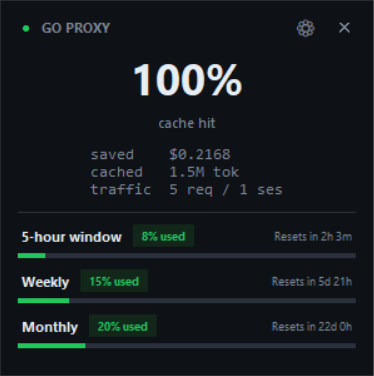 GO PROXY
100%
cache hit
saved $0.2168
cached 1.5M tok
traffic 5 req / 1 ses
5-hour window 8% used Resets in 2h 3m
Weekly 15% used Resets in 5d 21h
Monthly 20% used Resets in 22d 0h